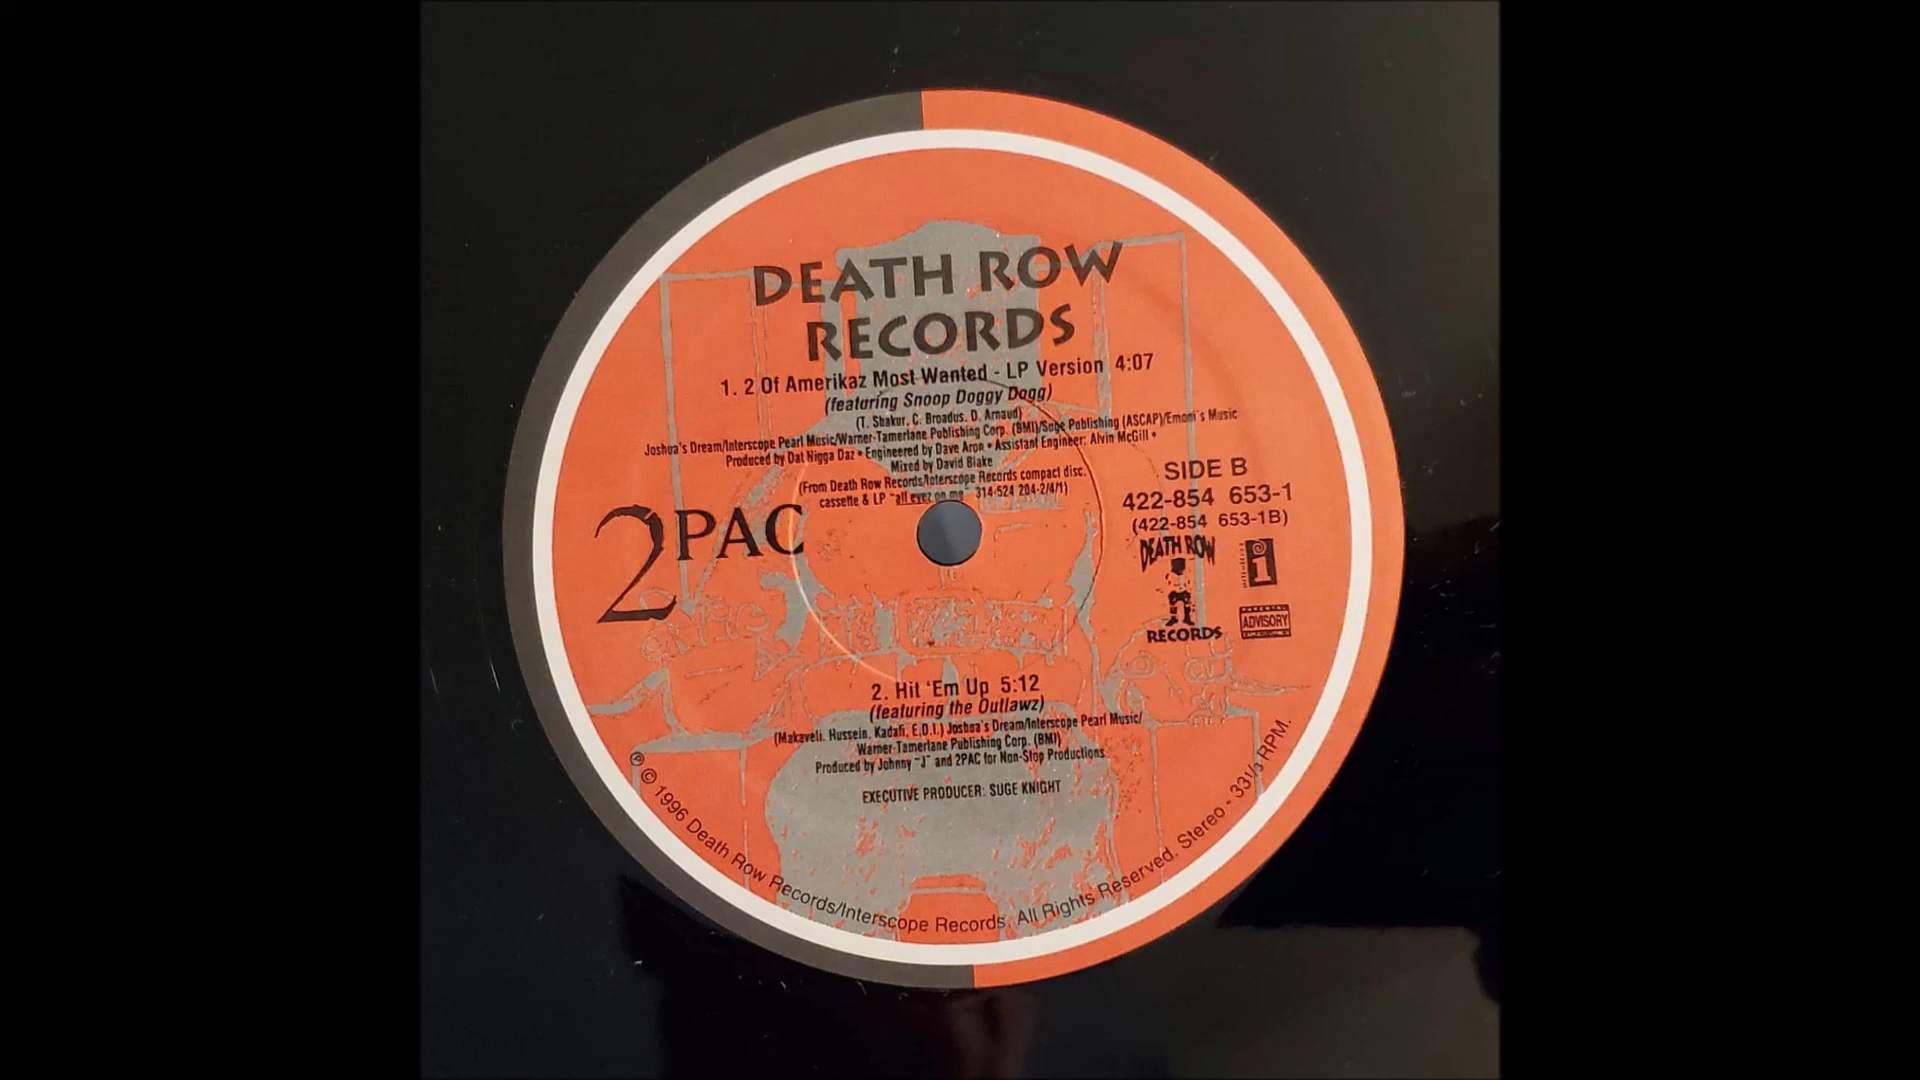 DEATH ROW
RECORDS
1. 2 Of Amerikaz Most Wanted - LP Version 4:07
(featuring Snoop Doggy Dogg)
(T. Shakur, C. Broadus, D. Arnaud)
Joshua's Dream/Interscope Pearl Music/Warner-Tamerlane Publishing Corp. (BMI)/Suge Publishing (ASCAP)/Emoni's Music
Produced by Dat Nigga Daz • Engineered by Dave Aron • Assistant Engineer: Alvin McGill •
Mixed by David Blake
(From Death Row Records/Interscope Records compact disc,
cassette & LP "all eyez on me" 314-524 204-2/4/1)
SIDE B
422-854 653-1
(422-854 653-1B)
2PAC
DEATH ROW
RECORDS
i
PARENTAL
ADVISORY
2. Hit 'Em Up 5:12
(featuring the Outlawz)
(Makaveli, Hussein, Kadafi, E.D.I.) Joshua's Dream/Interscope Pearl Music/
Warner-Tamerlane Publishing Corp. (BMI)
Produced by Johnny "J" and 2PAC for Non-Stop Productions
EXECUTIVE PRODUCER: SUGE KNIGHT
℗ © 1996 Death Row Records/Interscope Records. All Rights Reserved. Stereo - 33⅓ RPM.